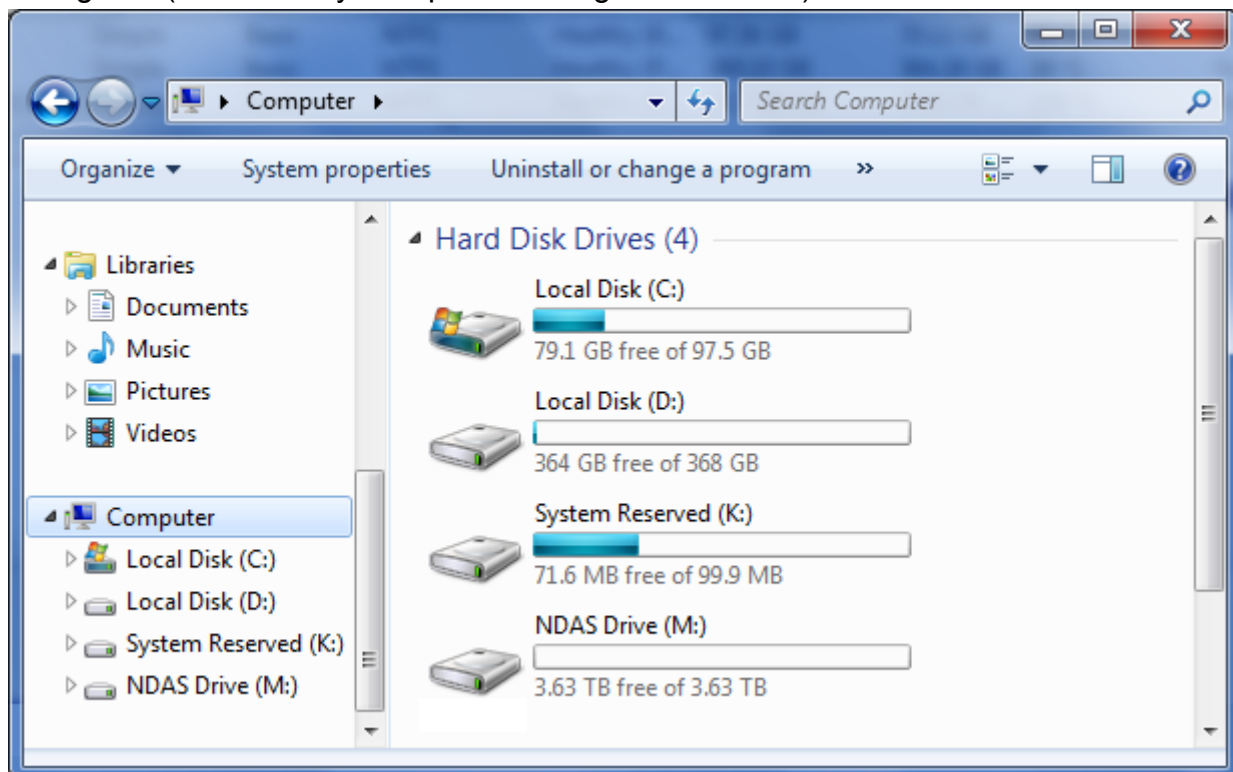 Computer
Search Computer
Organize
System properties
Uninstall or change a program
»
Libraries
Documents
Music
Pictures
Videos
Computer
Local Disk (C:)
Local Disk (D:)
System Reserved (K:)
NDAS Drive (M:)
Hard Disk Drives (4)
Local Disk (C:)
79.1 GB free of 97.5 GB
Local Disk (D:)
364 GB free of 368 GB
System Reserved (K:)
71.6 MB free of 99.9 MB
NDAS Drive (M:)
3.63 TB free of 3.63 TB